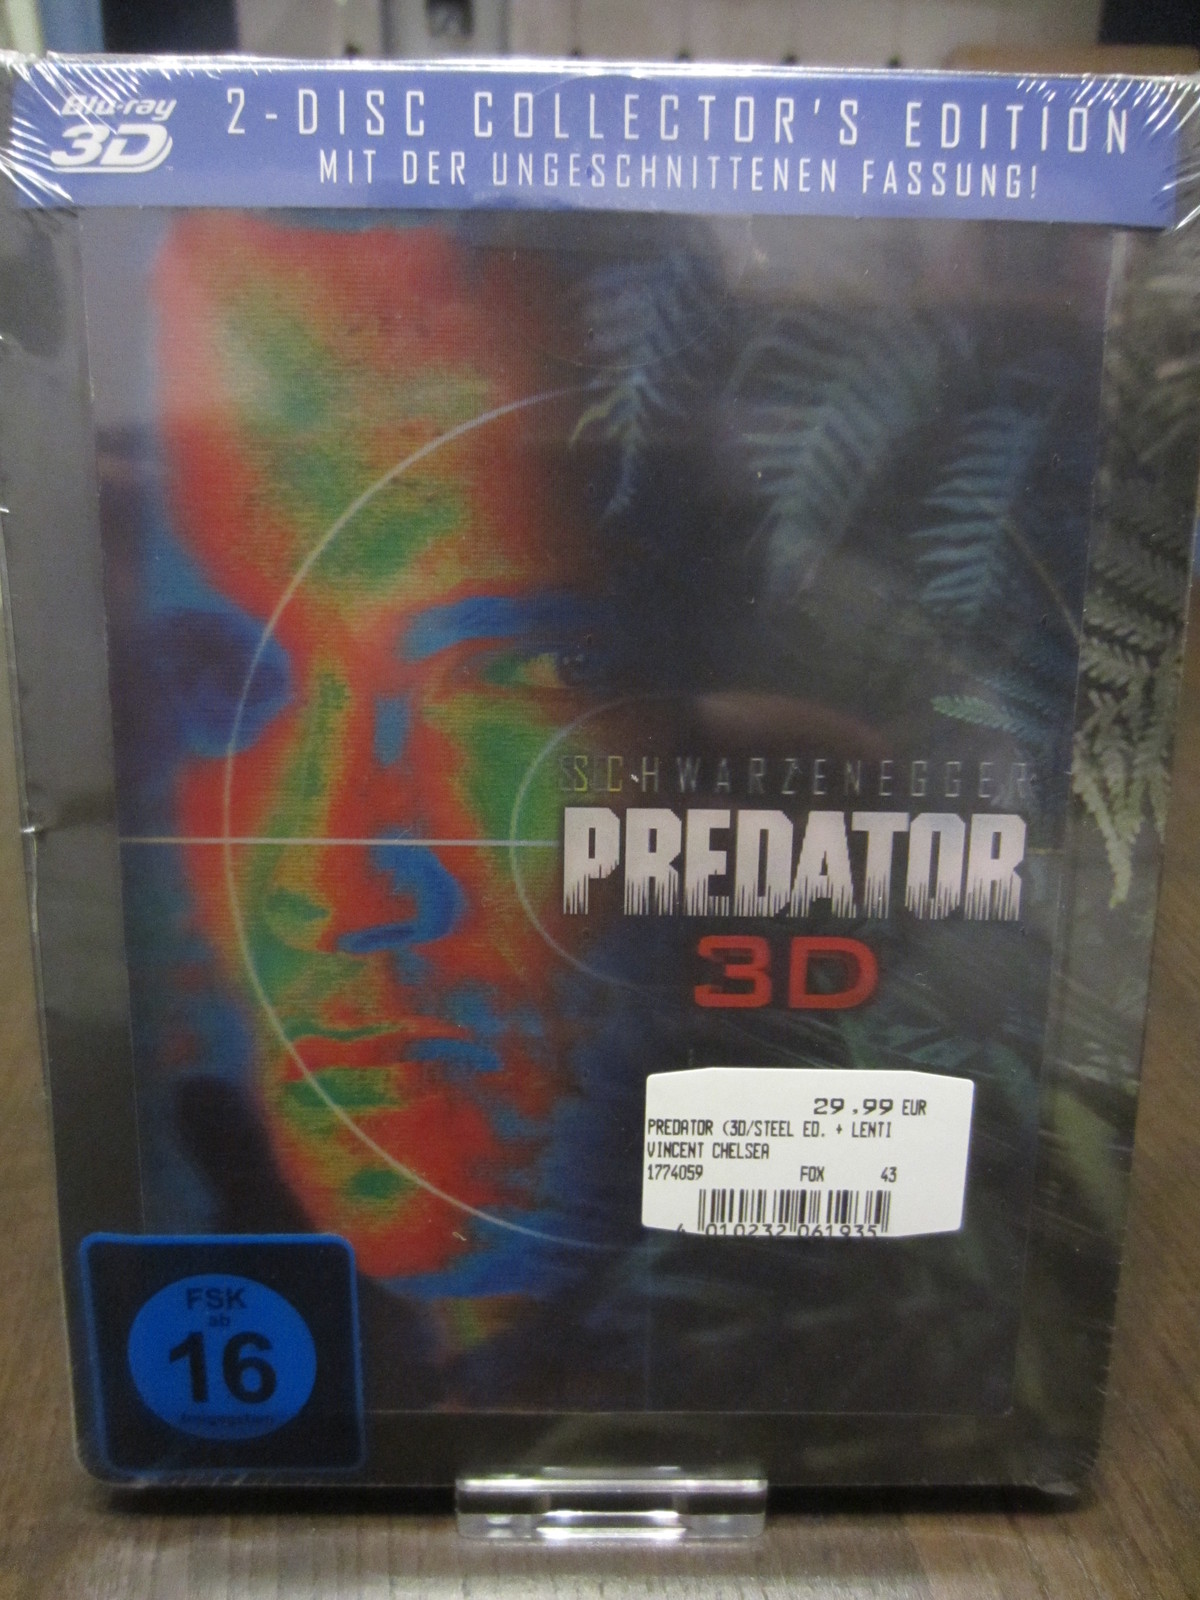 Blu-ray
3D
2-DISC COLLECTOR'S EDITION
MIT DER UNGESCHNITTENEN FASSUNG!
SCHWARZENEGGER
PREDATOR
3D
29.99 EUR
PREDATOR (3D/STEEL ED. + LENTI
VINCENT CHELSEA
1774059 FOX 43
4 010232 061935
FSK
ab
16
freigegeben